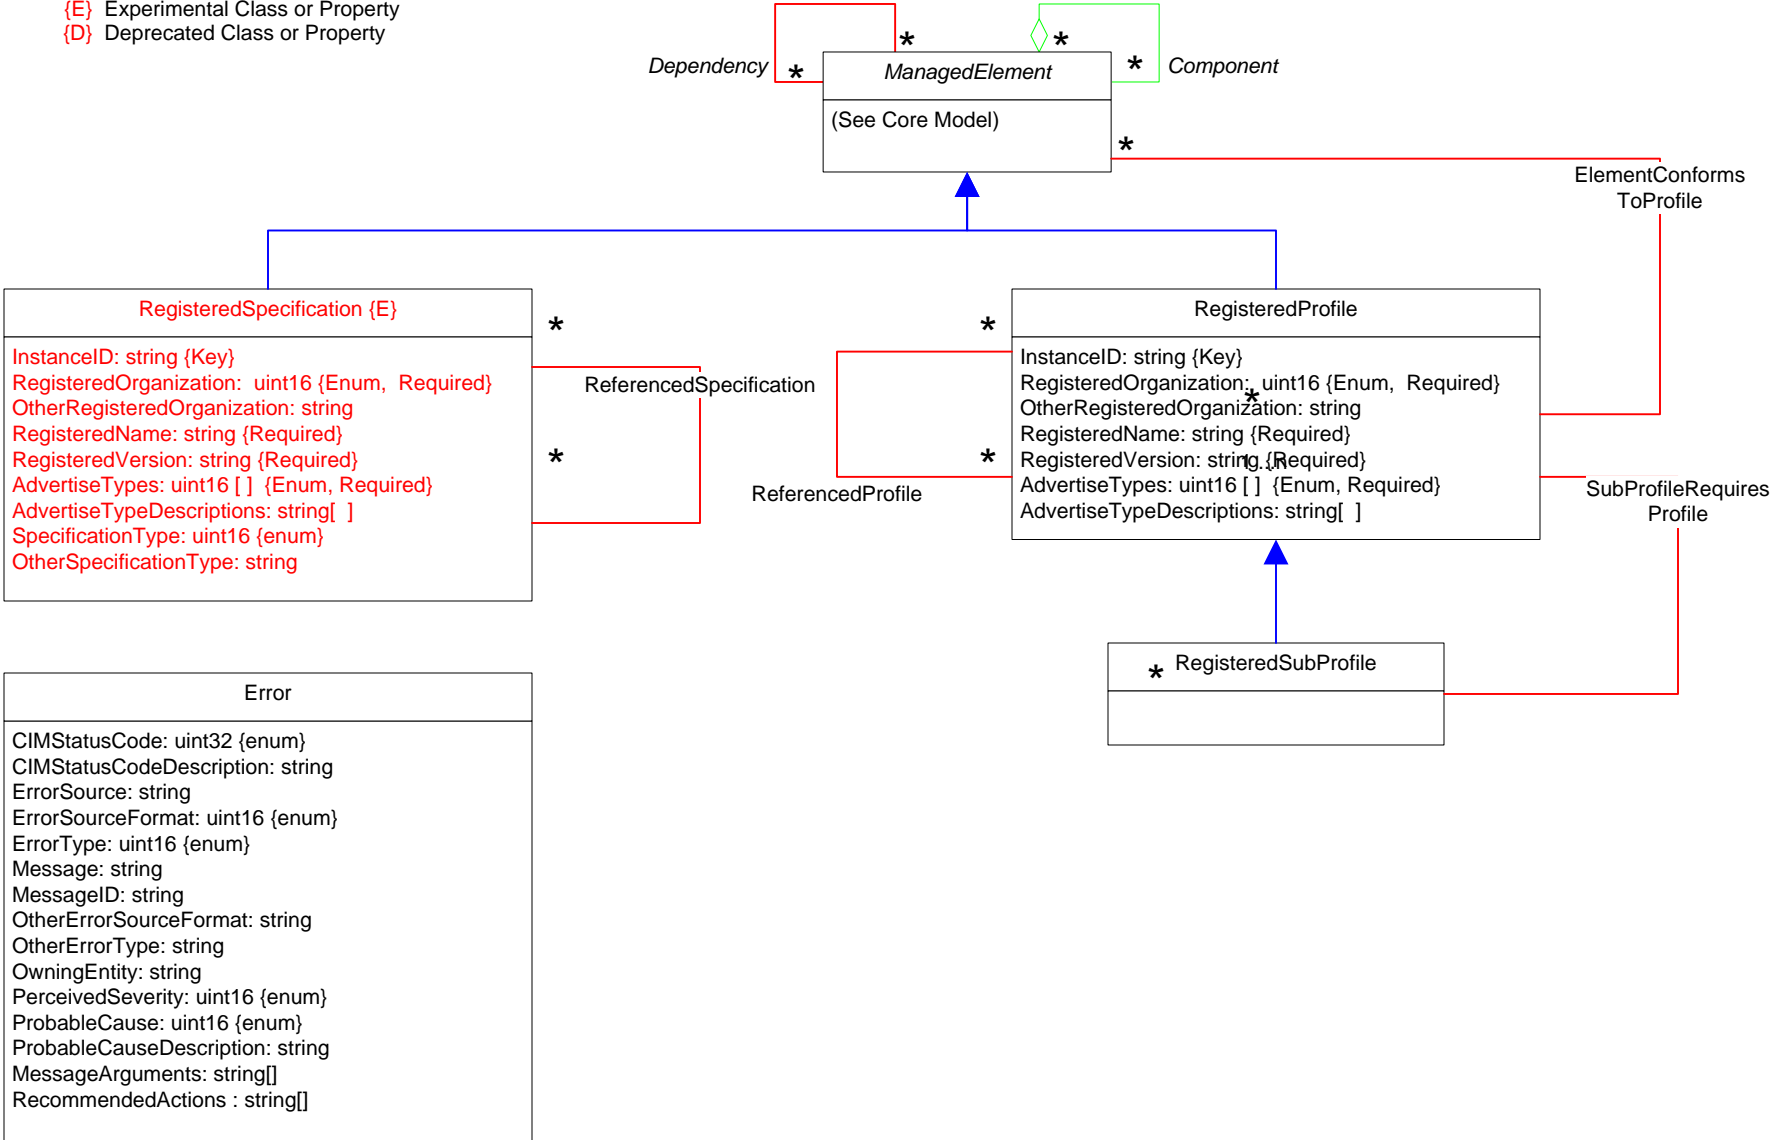 {E} Experimental Class or Property
{D} Deprecated Class or Property
Dependency
*
*
*
*
Component
ManagedElement
(See Core Model)
*
ElementConforms
ToProfile
RegisteredSpecification {E}
InstanceID: string {Key}
RegisteredOrganization: uint16 {Enum, Required}
OtherRegisteredOrganization: string
RegisteredName: string {Required}
RegisteredVersion: string {Required}
AdvertiseTypes: uint16 [ ] {Enum, Required}
AdvertiseTypeDescriptions: string[ ]
SpecificationType: uint16 {enum}
OtherSpecificationType: string
*
ReferencedSpecification
*
*
*
ReferencedProfile
RegisteredProfile
InstanceID: string {Key}
RegisteredOrganization: uint16 {Enum, Required}
*
OtherRegisteredOrganization: string
RegisteredName: string {Required}
RegisteredVersion: string {Required}
AdvertiseTypes: uint16 [ ] {Enum, Required}
AdvertiseTypeDescriptions: string[ ]
SubProfileRequires
Profile
* RegisteredSubProfile
Error
CIMStatusCode: uint32 {enum}
CIMStatusCodeDescription: string
ErrorSource: string
ErrorSourceFormat: uint16 {enum}
ErrorType: uint16 {enum}
Message: string
MessageID: string
OtherErrorSourceFormat: string
OtherErrorType: string
OwningEntity: string
PerceivedSeverity: uint16 {enum}
ProbableCause: uint16 {enum}
ProbableCauseDescription: string
MessageArguments: string[]
RecommendedActions : string[]